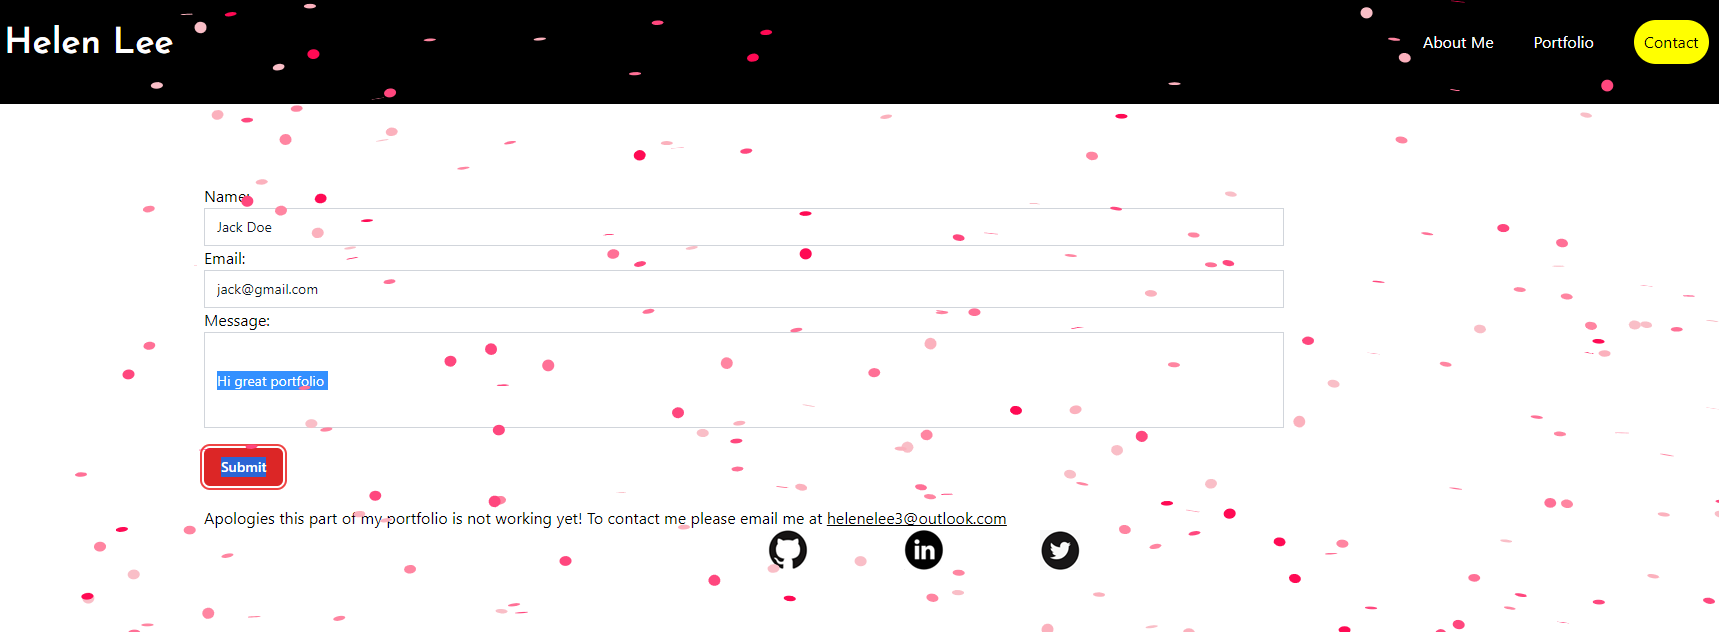 Helen Lee
About Me
Portfolio
Contact
Name:
Jack Doe
Email:
jack@gmail.com
Message:
Hi great portfolio
Submit
Apologies this part of my portfolio is not working yet! To contact me please email me at helenelee3@outlook.com
in